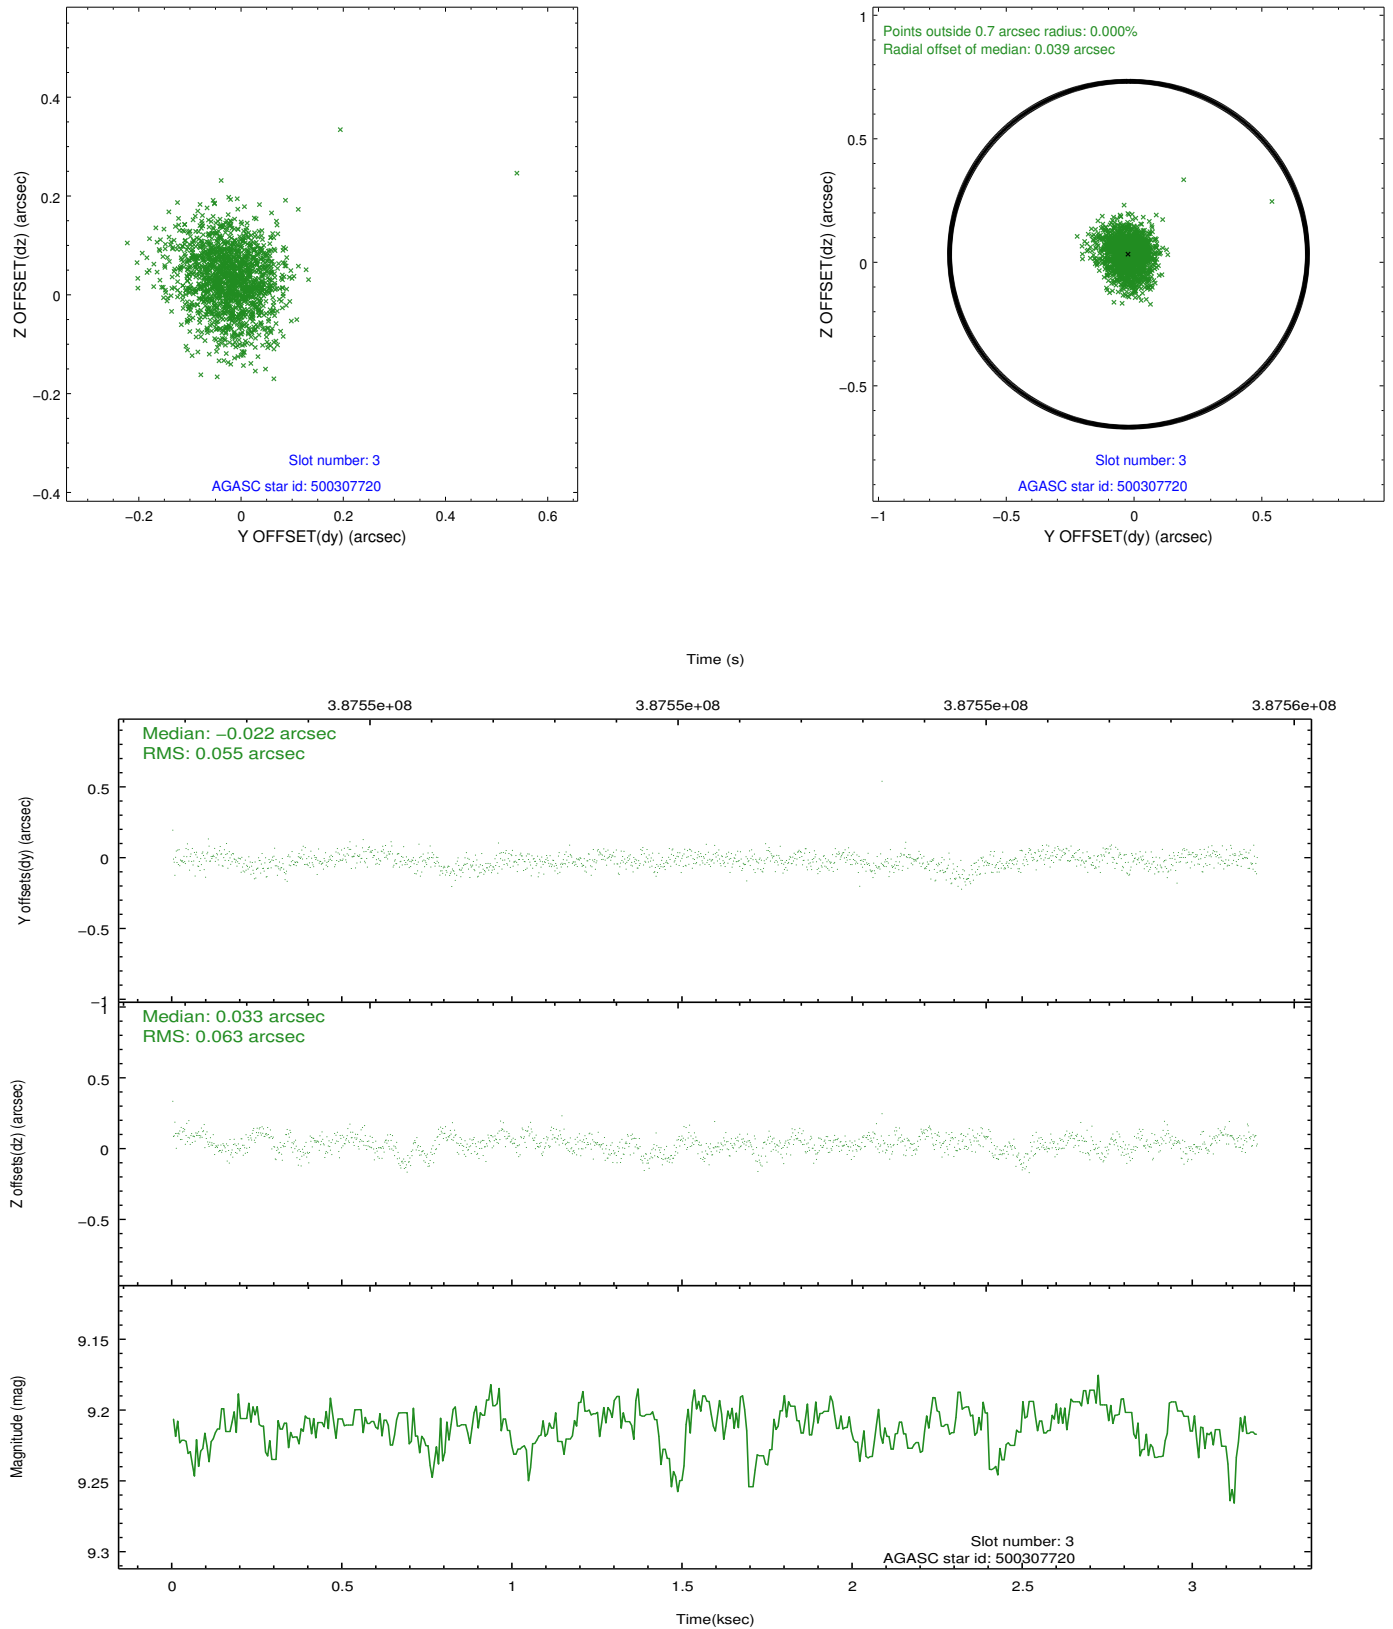 0.4
0.2
0
−0.2
−0.4
Z OFFSET(dz) (arcsec)
Slot number: 3
AGASC star id: 500307720
−0.2 0 0.2 0.4 0.6
Y OFFSET(dy) (arcsec)
Points outside 0.7 arcsec radius: 0.000%
Radial offset of median: 0.039 arcsec
1
0.5
0
−0.5
Z OFFSET(dz) (arcsec)
Slot number: 3
AGASC star id: 500307720
−1 −0.5 0 0.5
Y OFFSET(dy) (arcsec)
Time (s)
3.8755e+08 3.8755e+08 3.8755e+08 3.8756e+08
Median: −0.022 arcsec
RMS: 0.055 arcsec
0.5
0
−0.5
−1
Y offsets(dy) (arcsec)
Median: 0.033 arcsec
RMS: 0.063 arcsec
1
0.5
0
−0.5
Z offsets(dz) (arcsec)
9.15
9.2
9.25
9.3
Magnitude (mag)
Slot number: 3
AGASC star id: 500307720
0 0.5 1 1.5 2 2.5 3
Time(ksec)